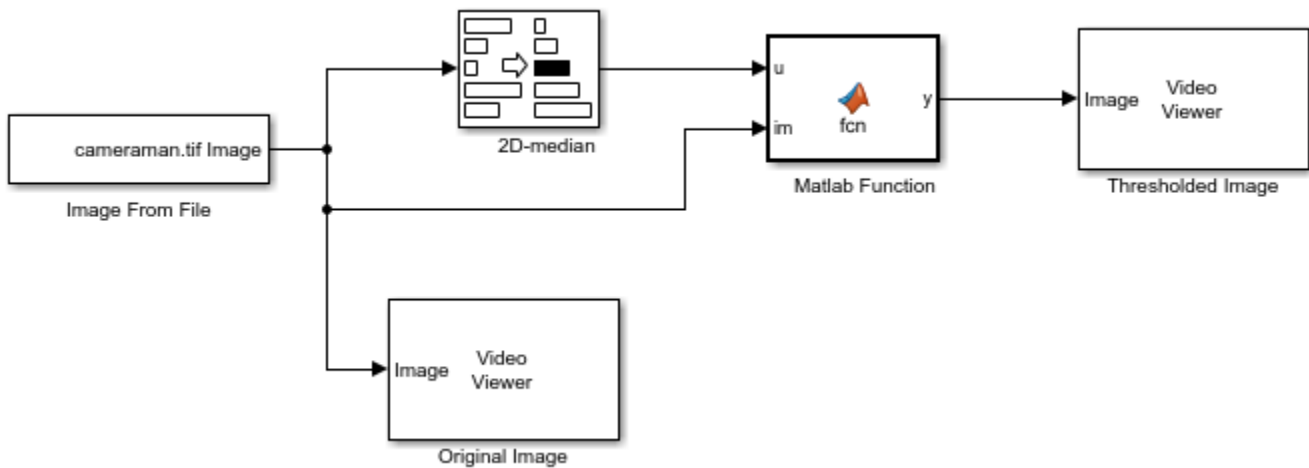 cameraman.tif Image
Image From File
2D-median
u
im
y
fcn
Matlab Function
Image
Video
Viewer
Thresholded Image
Image
Video
Viewer
Original Image